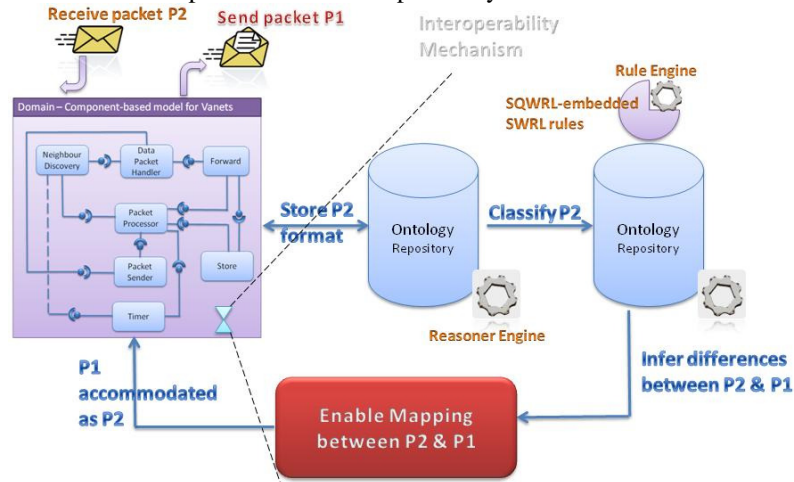 Receive packet P2
Send packet P1
Interoperability
Mechanism
Rule Engine
SQWRL-embedded
SWRL rules
Domain – Component-based model for Vanets
Neighbour
Discovery
Data
Packet
Handler
Forward
Packet
Processor
Packet
Sender
Store
Timer
Store P2
format
Ontology
Repository
Classify P2
Ontology
Repository
Reasoner Engine
Infer differences
between P2 & P1
P1
accommodated
as P2
Enable Mapping
between P2 & P1